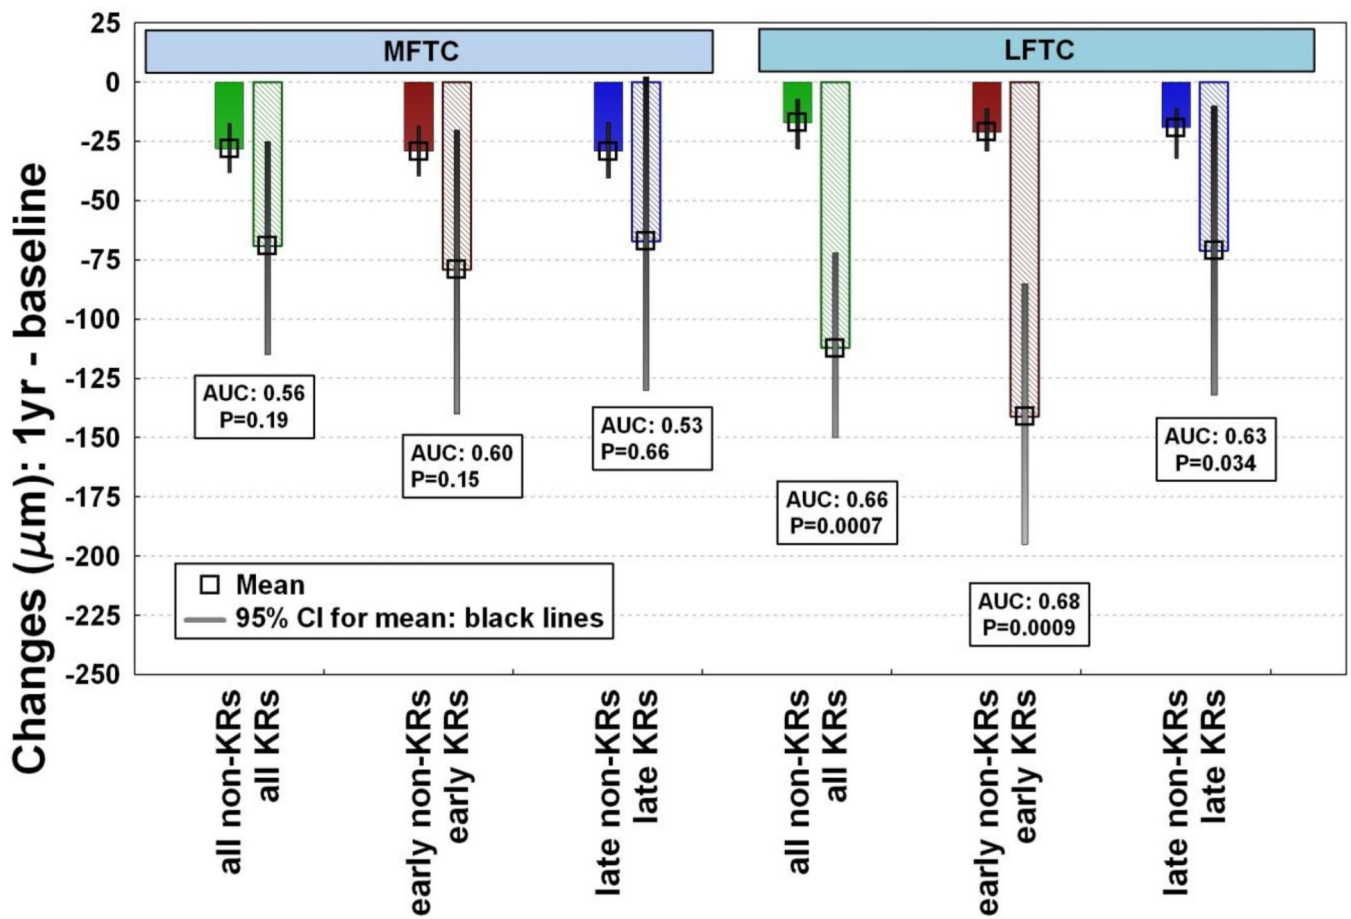 Changes (μm): 1yr - baseline
25
0
-25
-50
-75
-100
-125
-150
-175
-200
-225
-250
MFTC
LFTC
AUC: 0.56
P=0.19
AUC: 0.60
P=0.15
AUC: 0.53
P=0.66
AUC: 0.66
P=0.0007
AUC: 0.68
P=0.0009
AUC: 0.63
P=0.034
Mean
95% CI for mean: black lines
all non-KRs
all KRs
early non-KRs
early KRs
late non-KRs
late KRs
all non-KRs
all KRs
early non-KRs
early KRs
late non-KRs
late KRs